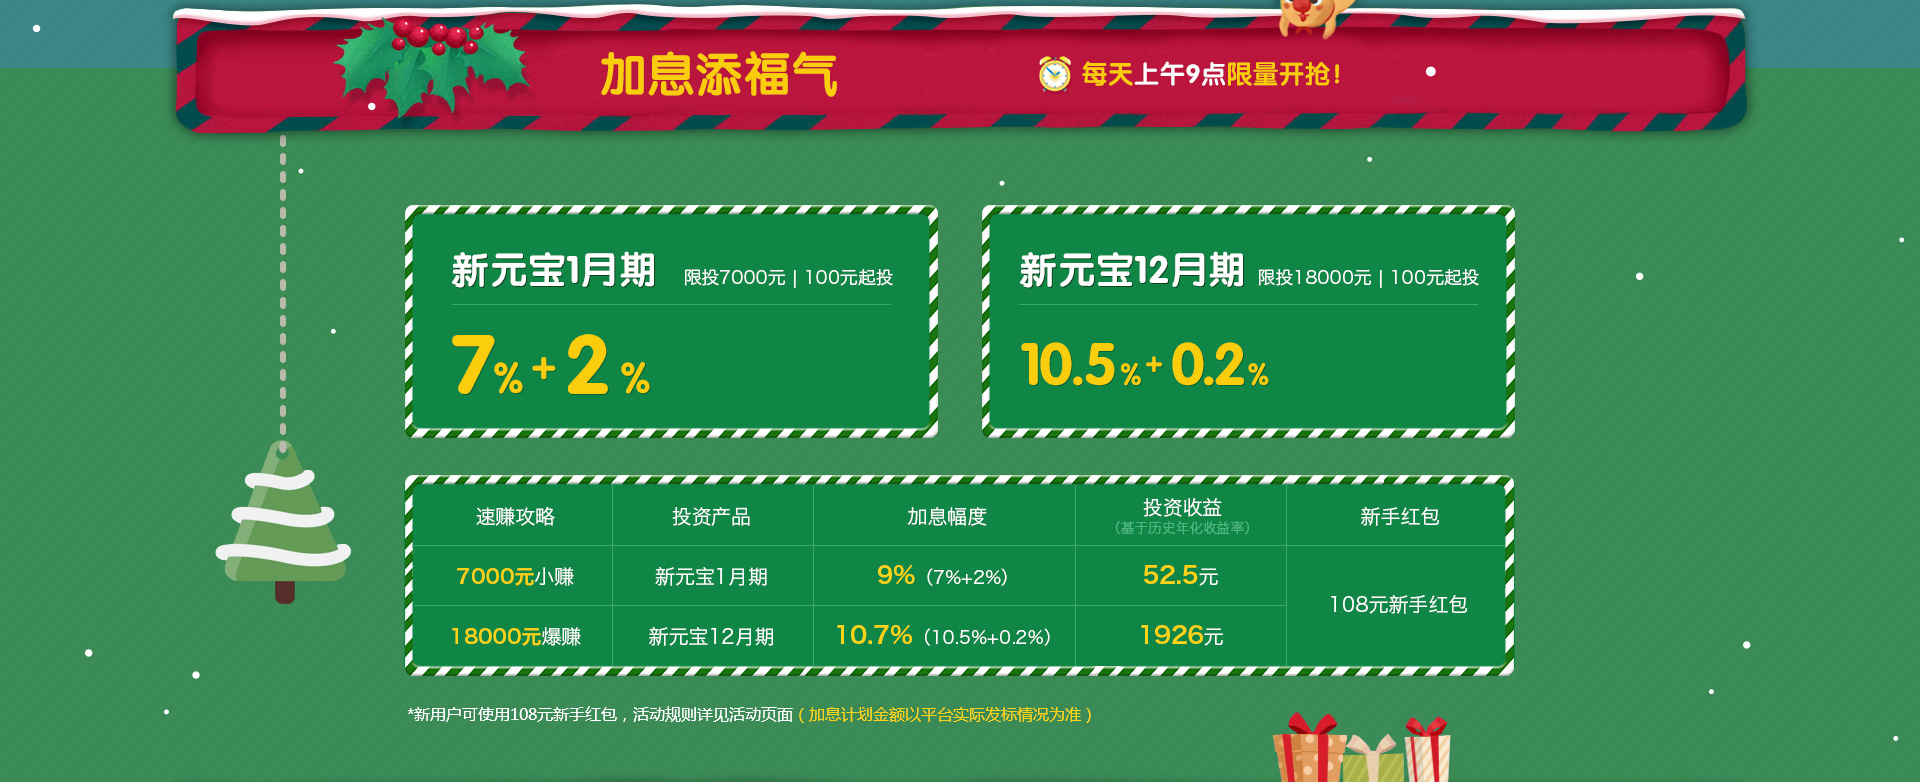 加息添福气
每天上午9点限量开抢！
新元宝1月期 限投7000元 | 100元起投
7%+2%
新元宝12月期 限投18000元 | 100元起投
10.5%+0.2%
速赚攻略 投资产品 加息幅度 投资收益 新手红包
（基于历史年化收益率）
7000元小赚 新元宝1月期 9%（7%+2%） 52.5元
108元新手红包
18000元爆赚 新元宝12月期 10.7%（10.5%+0.2%） 1926元
*新用户可使用108元新手红包，活动规则详见活动页面（加息计划金额以平台实际发标情况为准）